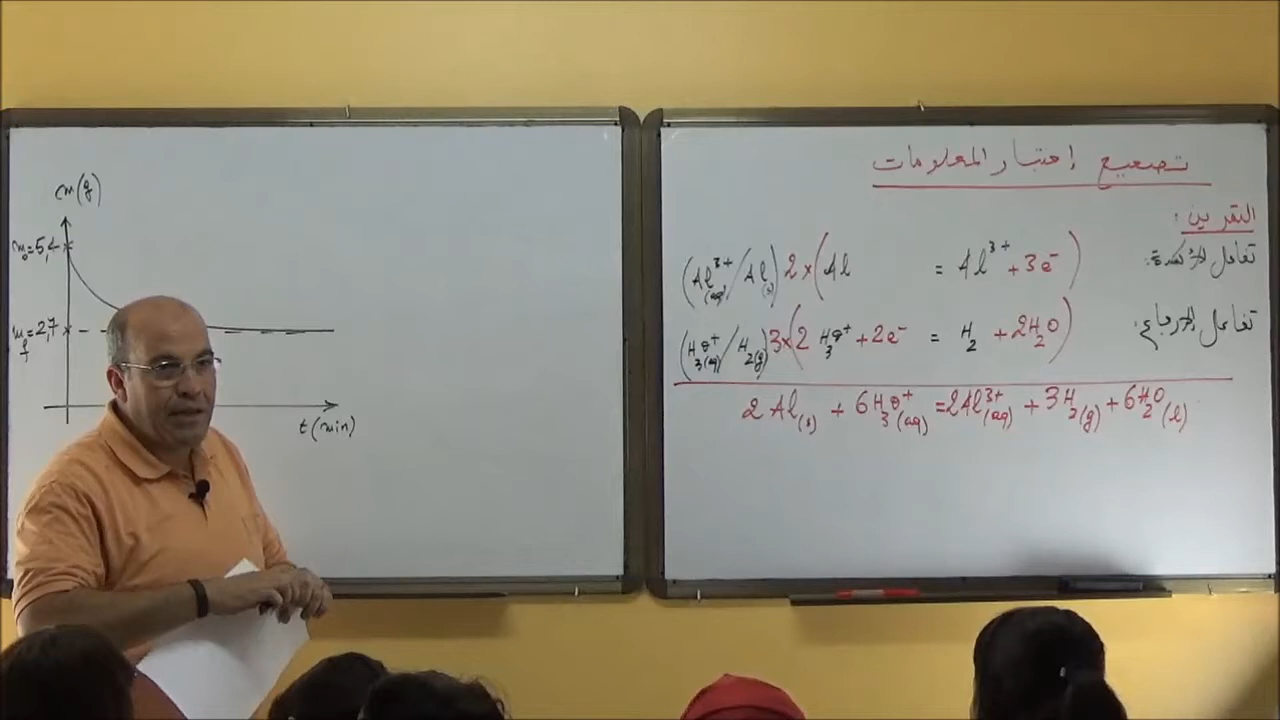 m(g)
m₀=5,4
m_f=2,7
t(min)
تصحيح إختبار المعلومات
التمرين:
تفاعل الأكسدة: (Al³⁺(aq)/Al(s)) 2×(Al = Al³⁺ + 3e⁻)
تفاعل الإرجاع: (H₃O⁺(aq)/H₂(g)) 3×(2H₃O⁺ + 2e⁻ = H₂ + 2H₂O)
2Al(s) + 6H₃O⁺(aq) = 2Al³⁺(aq) + 3H₂(g) + 6H₂O(l)